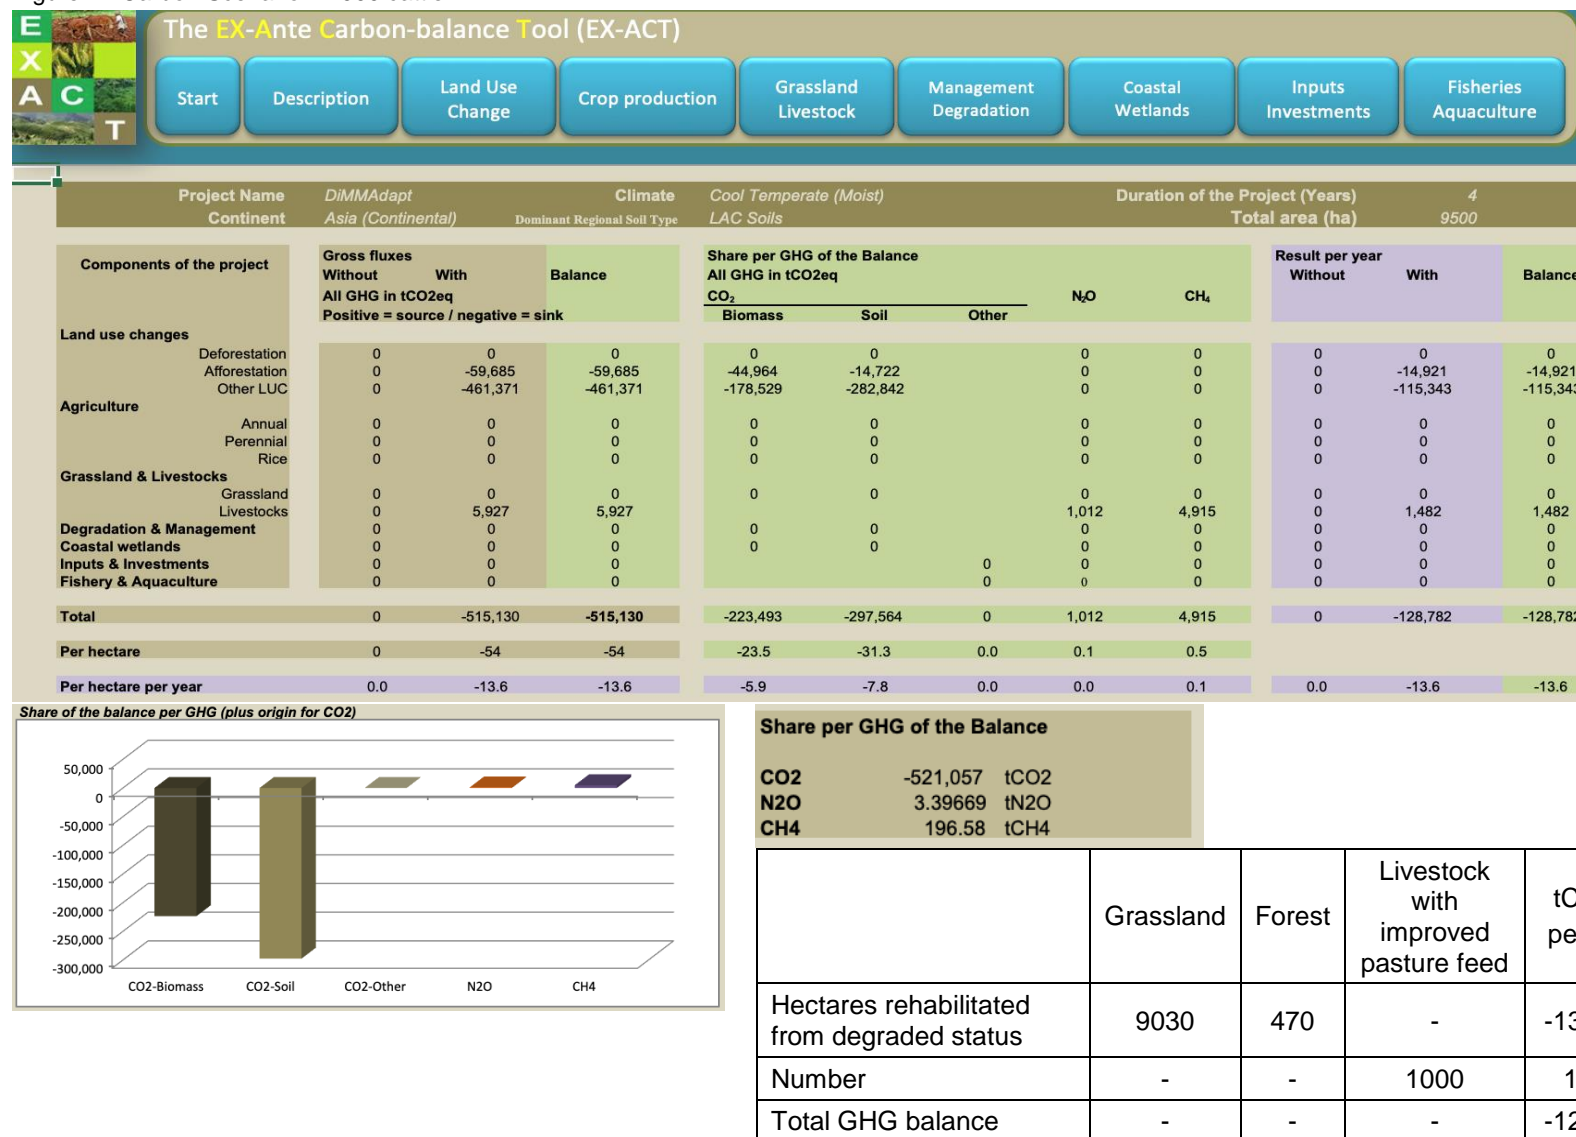 E
X
A C
T
The EX-Ante Carbon-balance Tool (EX-ACT)
Start
Description
Land Use
Change
Crop production
Grassland
Livestock
Management
Degradation
Coastal
Wetlands
Inputs
Investments
Fisheries
Aquaculture
Project Name DiMMAdapt Climate Cool Temperate (Moist) Duration of the Project (Years) 4
Continent Asia (Continental) Dominant Regional Soil Type LAC Soils Total area (ha) 9500
Components of the project
Gross fluxes
Without With Balance
All GHG in tCO2eq
Positive = source / negative = sink
Share per GHG of the Balance
All GHG in tCO2eq
CO₂ N₂O CH₄
Biomass Soil Other
Result per year
Without With Balance
Land use changes
Deforestation 0 0 0 0 0 0 0 0 0 0
Afforestation 0 -59,685 -59,685 -44,964 -14,722 0 0 0 -14,921 -14,921
Other LUC 0 -461,371 -461,371 -178,529 -282,842 0 0 0 -115,343 -115,343
Agriculture
Annual 0 0 0 0 0 0 0 0 0 0
Perennial 0 0 0 0 0 0 0 0 0 0
Rice 0 0 0 0 0 0 0 0 0 0
Grassland & Livestocks
Grassland 0 0 0 0 0 0 0 0 0 0
Livestocks 0 5,927 5,927 1,012 4,915 0 1,482 1,482
Degradation & Management 0 0 0 0 0 0 0 0 0 0
Coastal wetlands 0 0 0 0 0 0 0 0 0 0
Inputs & Investments 0 0 0 0 0 0 0 0 0
Fishery & Aquaculture 0 0 0 0 0 0 0 0 0
Total 0 -515,130 -515,130 -223,493 -297,564 0 1,012 4,915 0 -128,782 -128,782
Per hectare 0 -54 -54 -23.5 -31.3 0.0 0.1 0.5
Per hectare per year 0.0 -13.6 -13.6 -5.9 -7.8 0.0 0.0 0.1 0.0 -13.6 -13.6
Share of the balance per GHG (plus origin for CO2)
50,000
0
-50,000
-100,000
-150,000
-200,000
-250,000
-300,000
CO2-Biomass CO2-Soil CO2-Other N2O CH4
Share per GHG of the Balance
CO2 -521,057 tCO2
N2O 3.39669 tN2O
CH4 196.58 tCH4
Grassland
Forest
Livestock
with
improved
pasture feed
Hectares rehabilitated
from degraded status
9030 470 - -13
Number - - 1000 1
Total GHG balance - - - -12